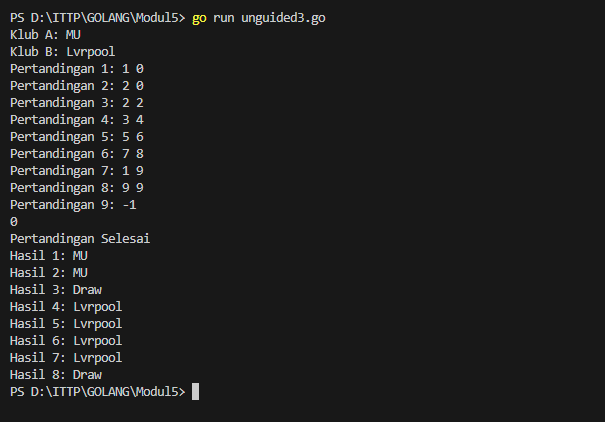 PS D:\ITTP\GOLANG\Modul5> go run unguided3.go
Klub A: MU
Klub B: Lvrpool
Pertandingan 1: 1 0
Pertandingan 2: 2 0
Pertandingan 3: 2 2
Pertandingan 4: 3 4
Pertandingan 5: 5 6
Pertandingan 6: 7 8
Pertandingan 7: 1 9
Pertandingan 8: 9 9
Pertandingan 9: -1
0
Pertandingan Selesai
Hasil 1: MU
Hasil 2: MU
Hasil 3: Draw
Hasil 4: Lvrpool
Hasil 5: Lvrpool
Hasil 6: Lvrpool
Hasil 7: Lvrpool
Hasil 8: Draw
PS D:\ITTP\GOLANG\Modul5>